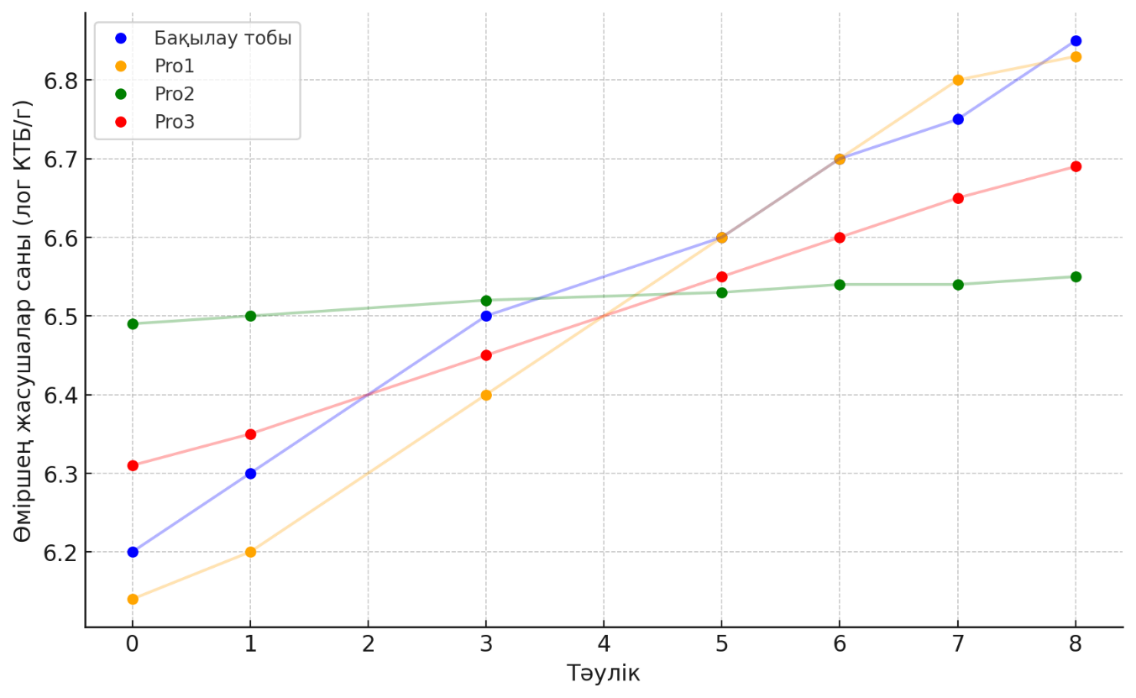 Бақылау тобы
Pro1
Pro2
Pro3
Өміршең жасушалар саны (лог КТБ/г)
6.8
6.7
6.6
6.5
6.4
6.3
6.2
0 1 2 3 4 5 6 7 8
Тәулік